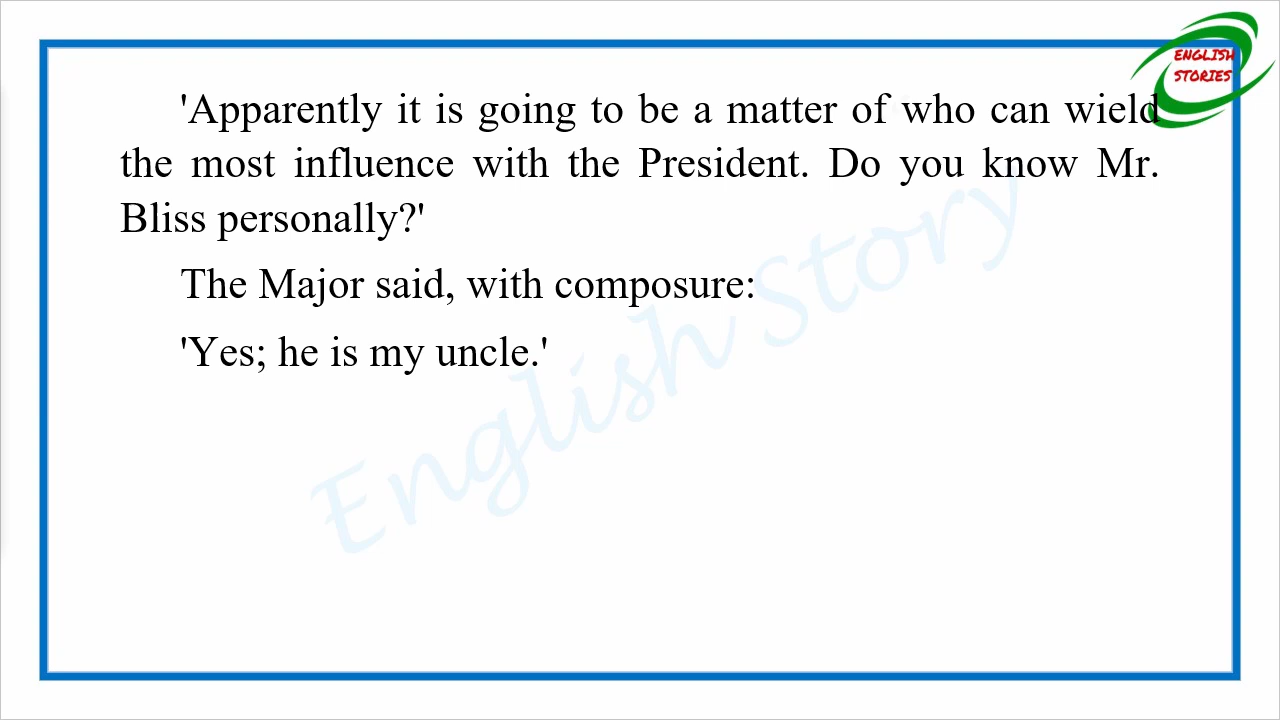 ENGLISH
STORIES
'Apparently it is going to be a matter of who can wield
the most influence with the President. Do you know Mr.
Bliss personally?'
The Major said, with composure:
'Yes; he is my uncle.'
English Story